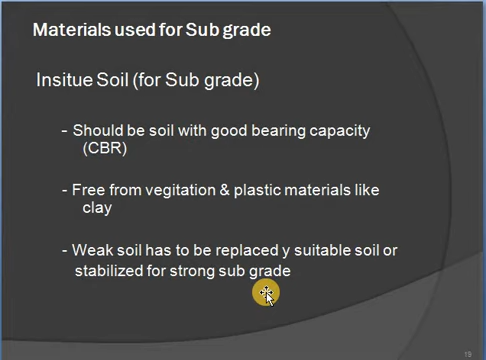 Materials used for Sub grade
Insitue Soil (for Sub grade)
- Should be soil with good bearing capacity
(CBR)
- Free from vegitation & plastic materials like
clay
- Weak soil has to be replaced y suitable soil or
stabilized for strong sub grade
19